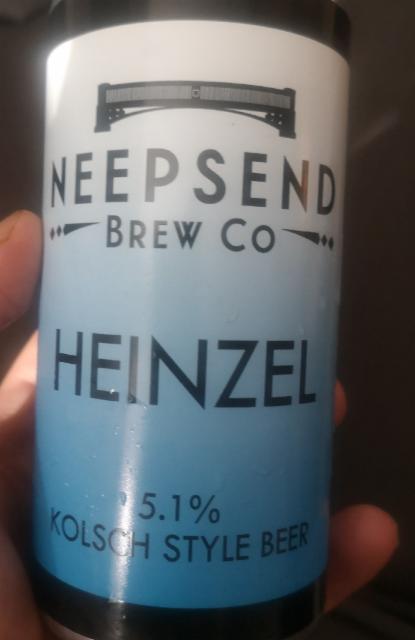 NEEPSEND
BREW CO
HEINZEL
5.1%
KOLSCH STYLE BEER